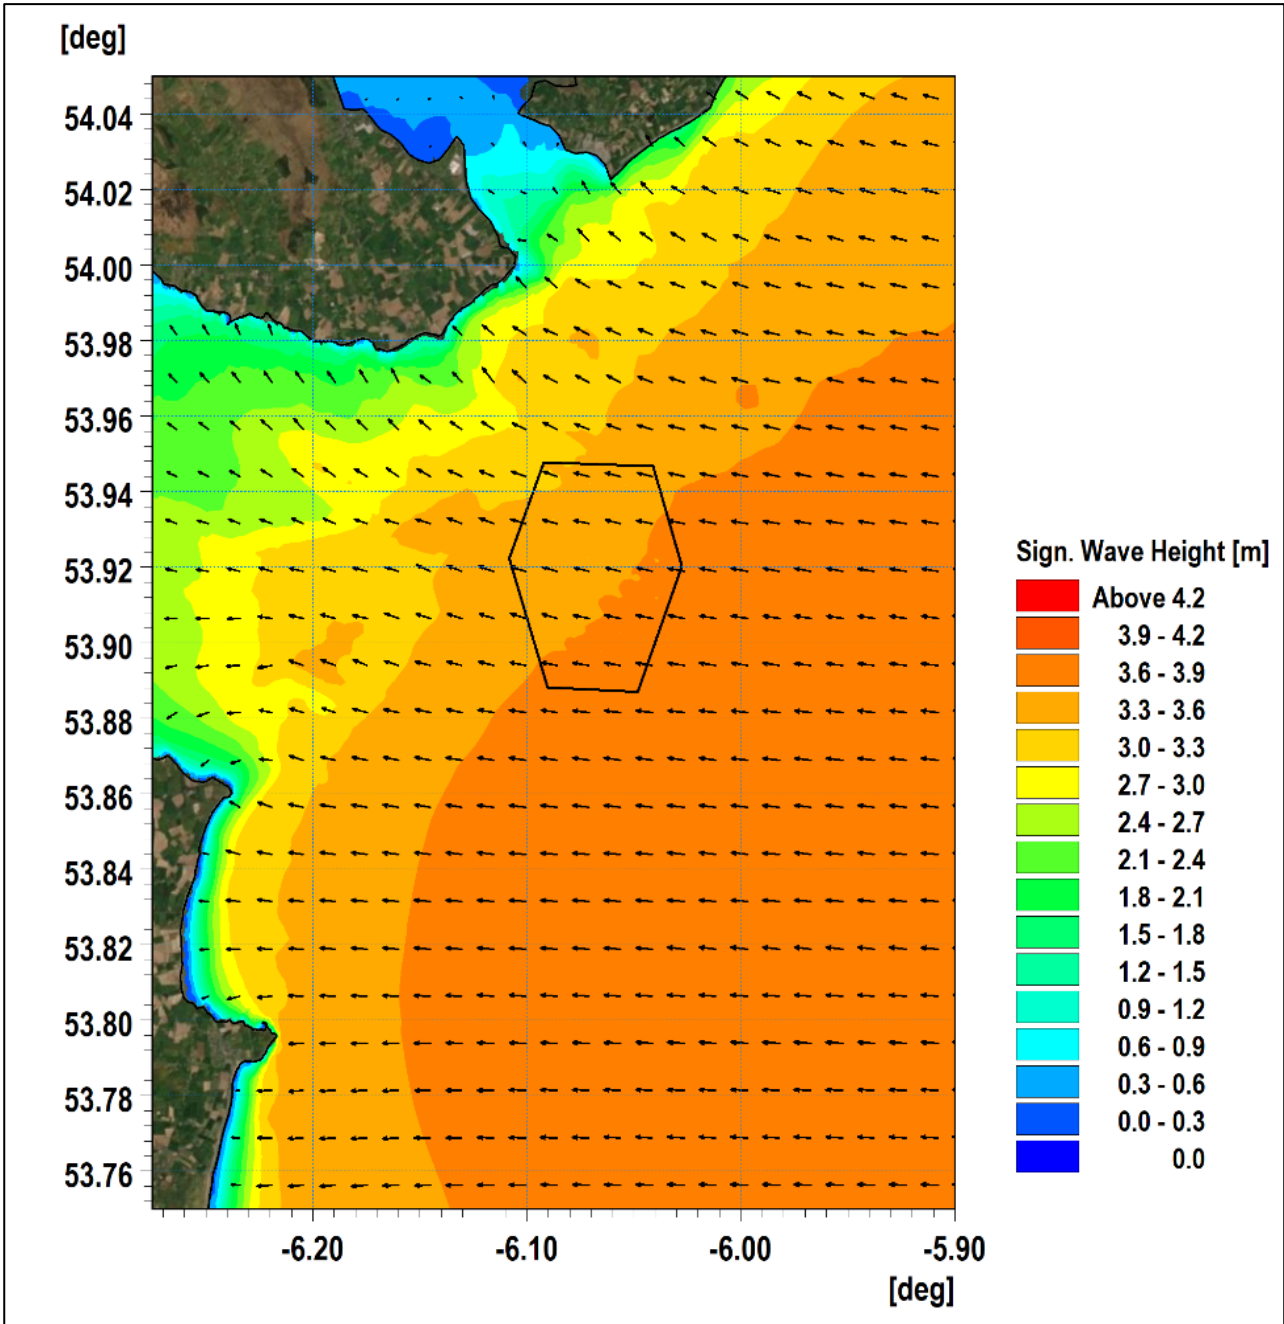 [deg]
54.04
54.02
54.00
53.98
53.96
53.94
53.92
53.90
53.88
53.86
53.84
53.82
53.80
53.78
53.76
-6.20 -6.10 -6.00 -5.90
[deg]
Sign. Wave Height [m]
Above 4.2
3.9 - 4.2
3.6 - 3.9
3.3 - 3.6
3.0 - 3.3
2.7 - 3.0
2.4 - 2.7
2.1 - 2.4
1.8 - 2.1
1.5 - 1.8
1.2 - 1.5
0.9 - 1.2
0.6 - 0.9
0.3 - 0.6
0.0 - 0.3
0.0